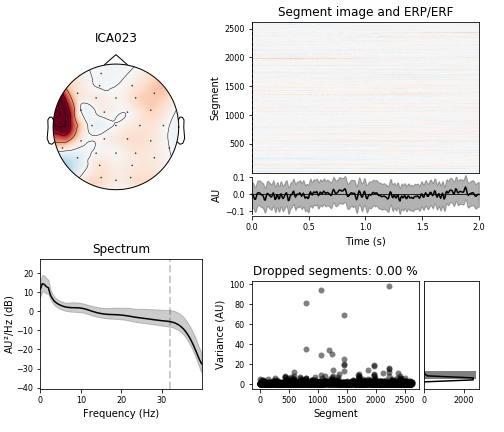 ICA023
Segment image and ERP/ERF
Segment
2500
2000
1500
1000
500
AU
0.1
0.0
−0.1
0.0 0.5 1.0 1.5 2.0
Time (s)
Spectrum
AU²/Hz (dB)
20
10
0
−10
−20
−30
−40
0 10 20 30
Frequency (Hz)
Dropped segments: 0.00 %
Variance (AU)
100
80
60
40
20
0
0 500 1000 1500 2000 2500
Segment
0 2000